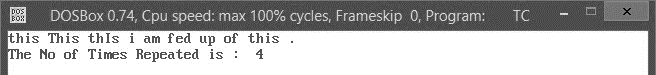 DOSBox 0.74, Cpu speed: max 100% cycles, Frameskip 0, Program: TC
this This thIs i am fed up of this .
The No of Times Repeated is : 4